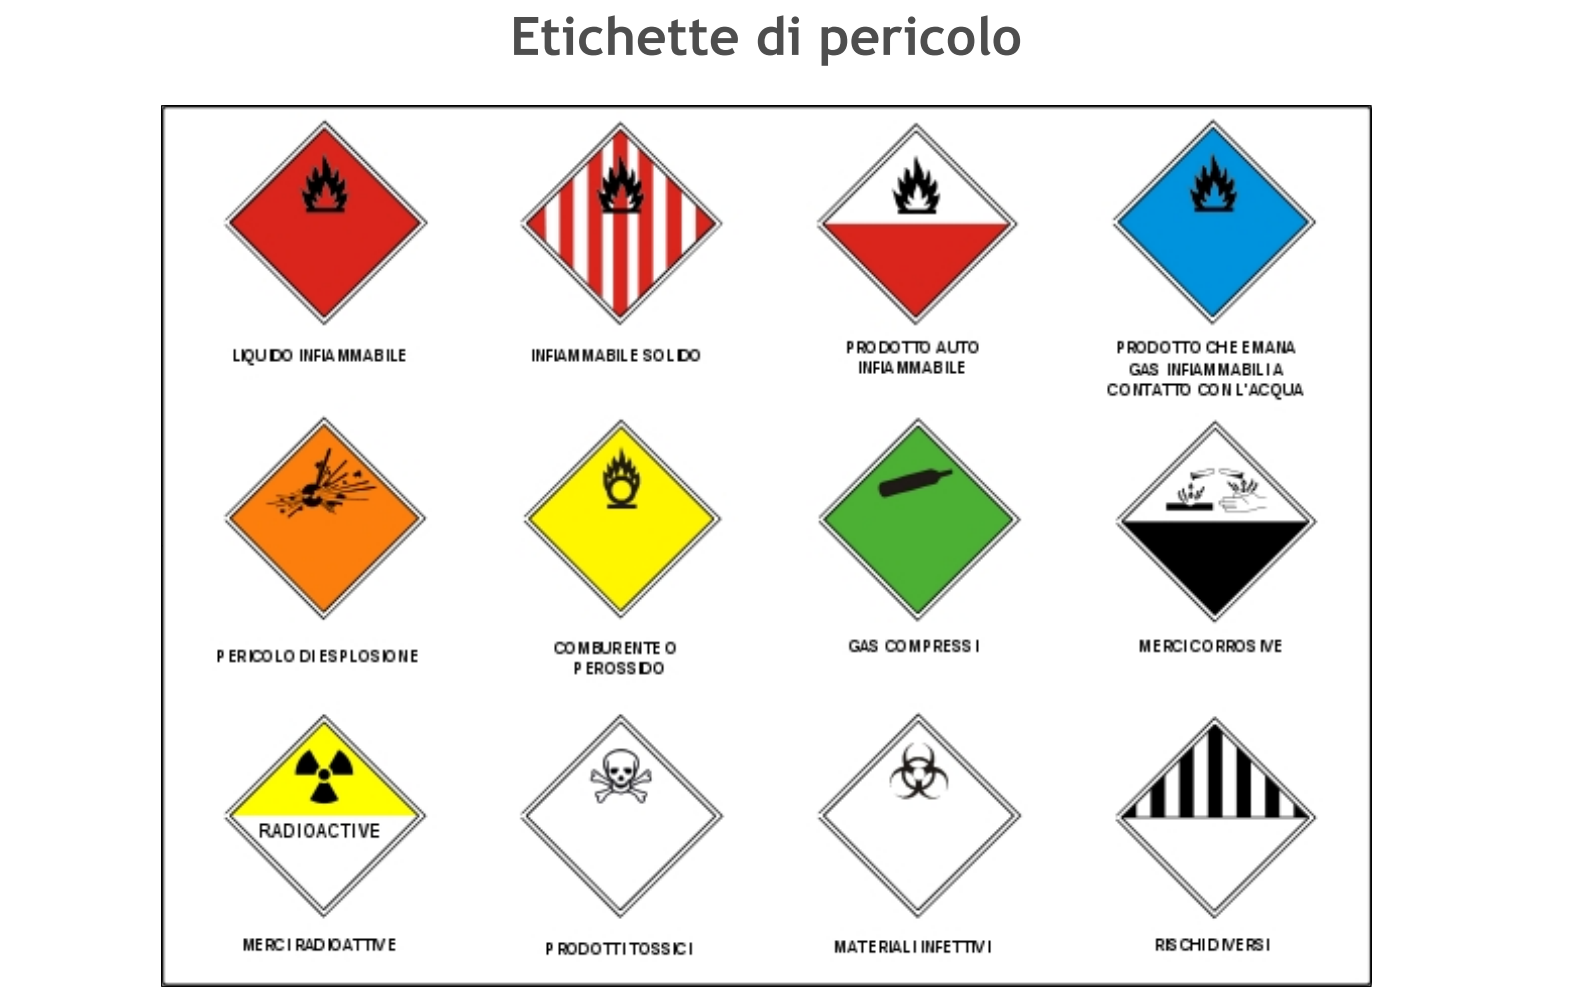 Etichette di pericolo
LIQUIDO INFIAMMABILE
INFIAMMABILE SOLIDO
PRODOTTO AUTO
INFIAMMABILE
PRODOTTO CHE EMANA
GAS INFIAMMABILI A
CONTATTO CON L'ACQUA
PERICOLO DI ESPLOSIONE
COMBURENTE O
PEROSSIDO
GAS COMPRESSI
MERCI CORROSIVE
RADIOACTIVE
MERCI RADIOATTIVE
PRODOTTI TOSSICI
MATERIALI INFETTIVI
RISCHI DIVERSI